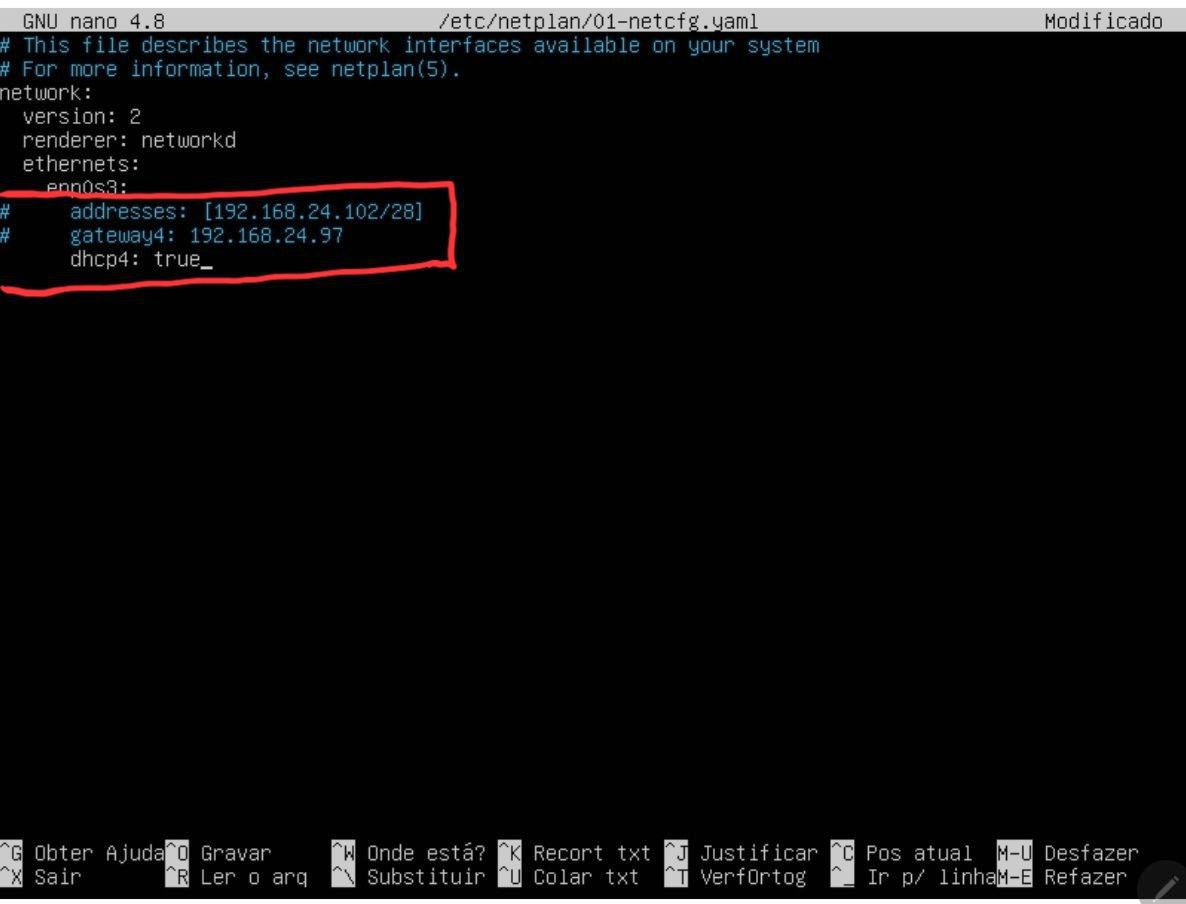 GNU nano 4.8 /etc/netplan/01-netcfg.yaml Modificado
# This file describes the network interfaces available on your system
# For more information, see netplan(5).
network:
  version: 2
  renderer: networkd
  ethernets:
    enp0s3:
#     addresses: [192.168.24.102/28]
#     gateway4: 192.168.24.97
      dhcp4: true_
^G Obter Ajuda ^O Gravar ^W Onde está? ^K Recort txt ^J Justificar ^C Pos atual M-U Desfazer
^X Sair ^R Ler o arq ^\ Substituir ^U Colar txt ^T VerfOrtog ^_ Ir p/ linha M-E Refazer